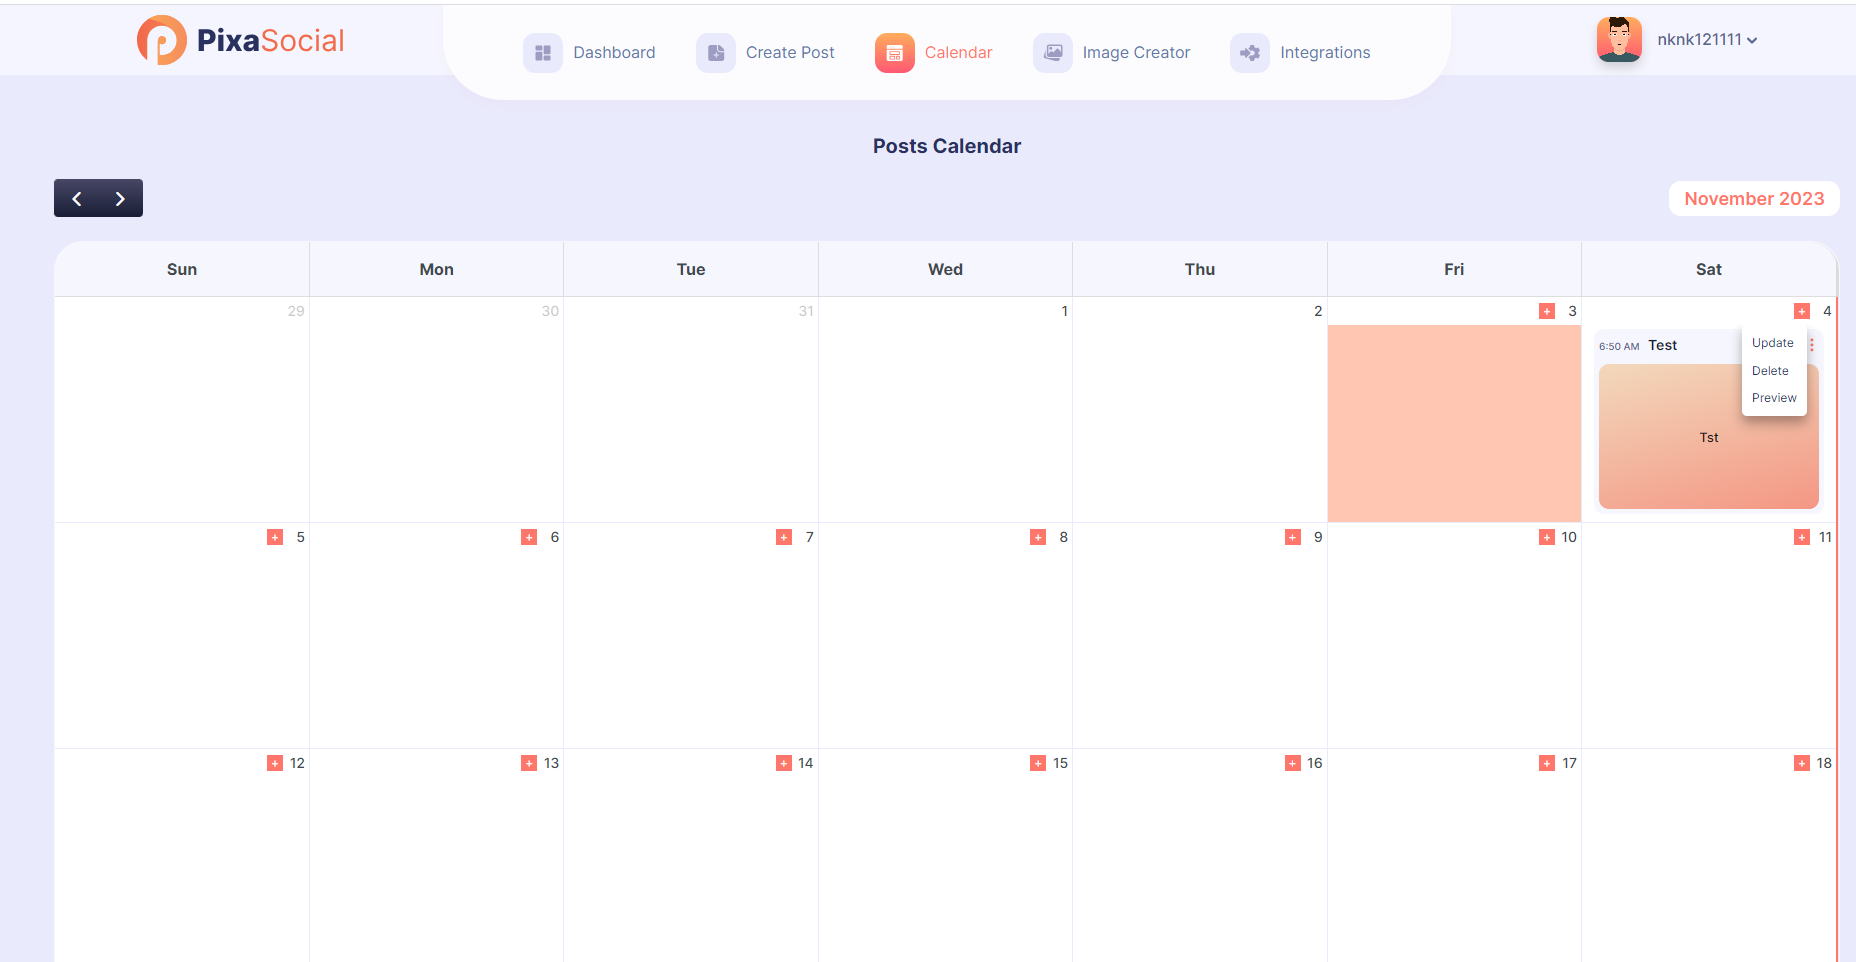 PixaSocial
Dashboard
Create Post
Calendar
Image Creator
Integrations
nknk121111
Posts Calendar
November 2023
Sun Mon Tue Wed Thu Fri Sat
29 30 31 1 2 + 3 + 4
6:50 AM Test
Update
Delete
Preview
Tst
+ 5 + 6 + 7 + 8 + 9 + 10 + 11
+ 12 + 13 + 14 + 15 + 16 + 17 + 18